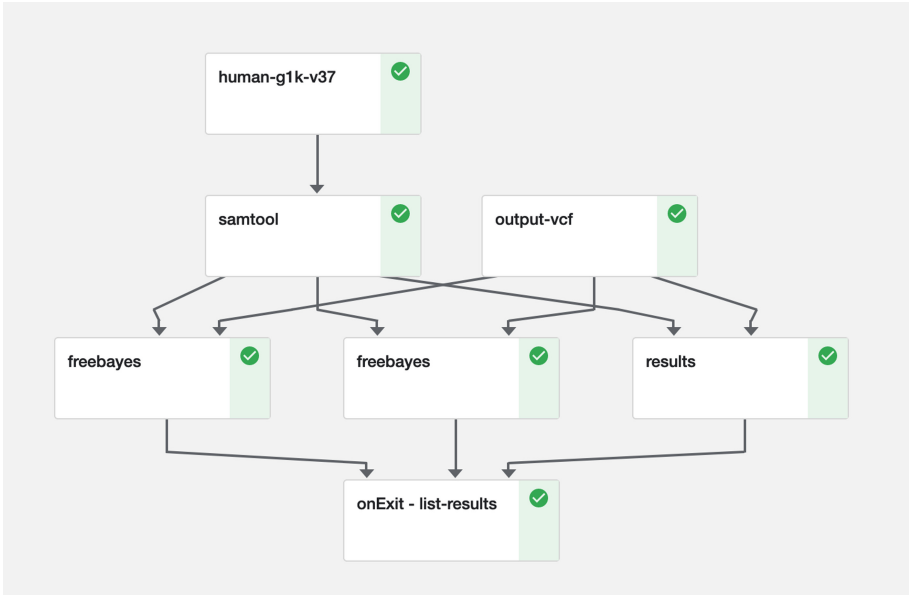 human-g1k-v37
samtool
output-vcf
freebayes
freebayes
results
onExit - list-results